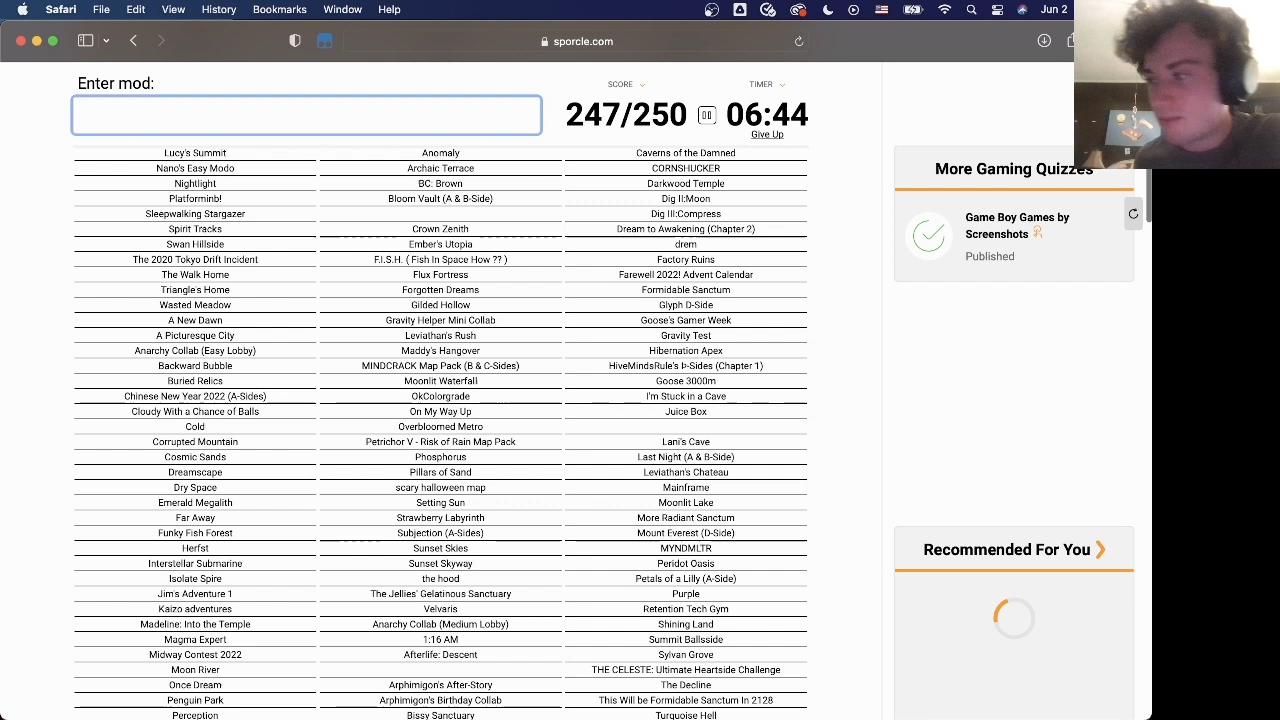 Safari File Edit View History Bookmarks Window Help Jun 2
sporcle.com
Enter mod:
SCORE TIMER
247/250 06:44
Give Up
Lucy's Summit Anomaly Caverns of the Damned
Nano's Easy Modo Archaic Terrace CORNSHUCKER
Nightlight BC: Brown Darkwood Temple
Platforminb! Bloom Vault (A & B-Side) Dig II:Moon
Sleepwalking Stargazer Dig III:Compress
Spirit Tracks Crown Zenith Dream to Awakening (Chapter 2)
Swan Hillside Ember's Utopia drem
The 2020 Tokyo Drift Incident F.I.S.H. ( Fish In Space How ?? ) Factory Ruins
The Walk Home Flux Fortress Farewell 2022! Advent Calendar
Triangle's Home Forgotten Dreams Formidable Sanctum
Wasted Meadow Gilded Hollow Glyph D-Side
A New Dawn Gravity Helper Mini Collab Goose's Gamer Week
A Picturesque City Leviathan's Rush Gravity Test
Anarchy Collab (Easy Lobby) Maddy's Hangover Hibernation Apex
Backward Bubble MINDCRACK Map Pack (B & C-Sides) HiveMindsRule's Þ-Sides (Chapter 1)
Buried Relics Moonlit Waterfall Goose 3000m
Chinese New Year 2022 (A-Sides) OkColorgrade I'm Stuck in a Cave
Cloudy With a Chance of Balls On My Way Up Juice Box
Cold Overbloomed Metro
Corrupted Mountain Petrichor V - Risk of Rain Map Pack Lani's Cave
Cosmic Sands Phosphorus Last Night (A & B-Side)
Dreamscape Pillars of Sand Leviathan's Chateau
Dry Space scary halloween map Mainframe
Emerald Megalith Setting Sun Moonlit Lake
Far Away Strawberry Labyrinth More Radiant Sanctum
Funky Fish Forest Subjection (A-Sides) Mount Everest (D-Side)
Herfst Sunset Skies MYNDMLTR
Interstellar Submarine Sunset Skyway Peridot Oasis
Isolate Spire the hood Petals of a Lilly (A-Side)
Jim's Adventure 1 The Jellies' Gelatinous Sanctuary Purple
Kaizo adventures Velvaris Retention Tech Gym
Madeline: Into the Temple Anarchy Collab (Medium Lobby) Shining Land
Magma Expert 1:16 AM Summit Ballsside
Midway Contest 2022 Afterlife: Descent Sylvan Grove
Moon River THE CELESTE: Ultimate Heartside Challenge
Once Dream Arphimigon's After-Story The Decline
Penguin Park Arphimigon's Birthday Collab This Will be Formidable Sanctum In 2128
Perception Bissy Sanctuary Turquoise Hell
More Gaming Quizzes
Game Boy Games by
Screenshots
Published
Recommended For You